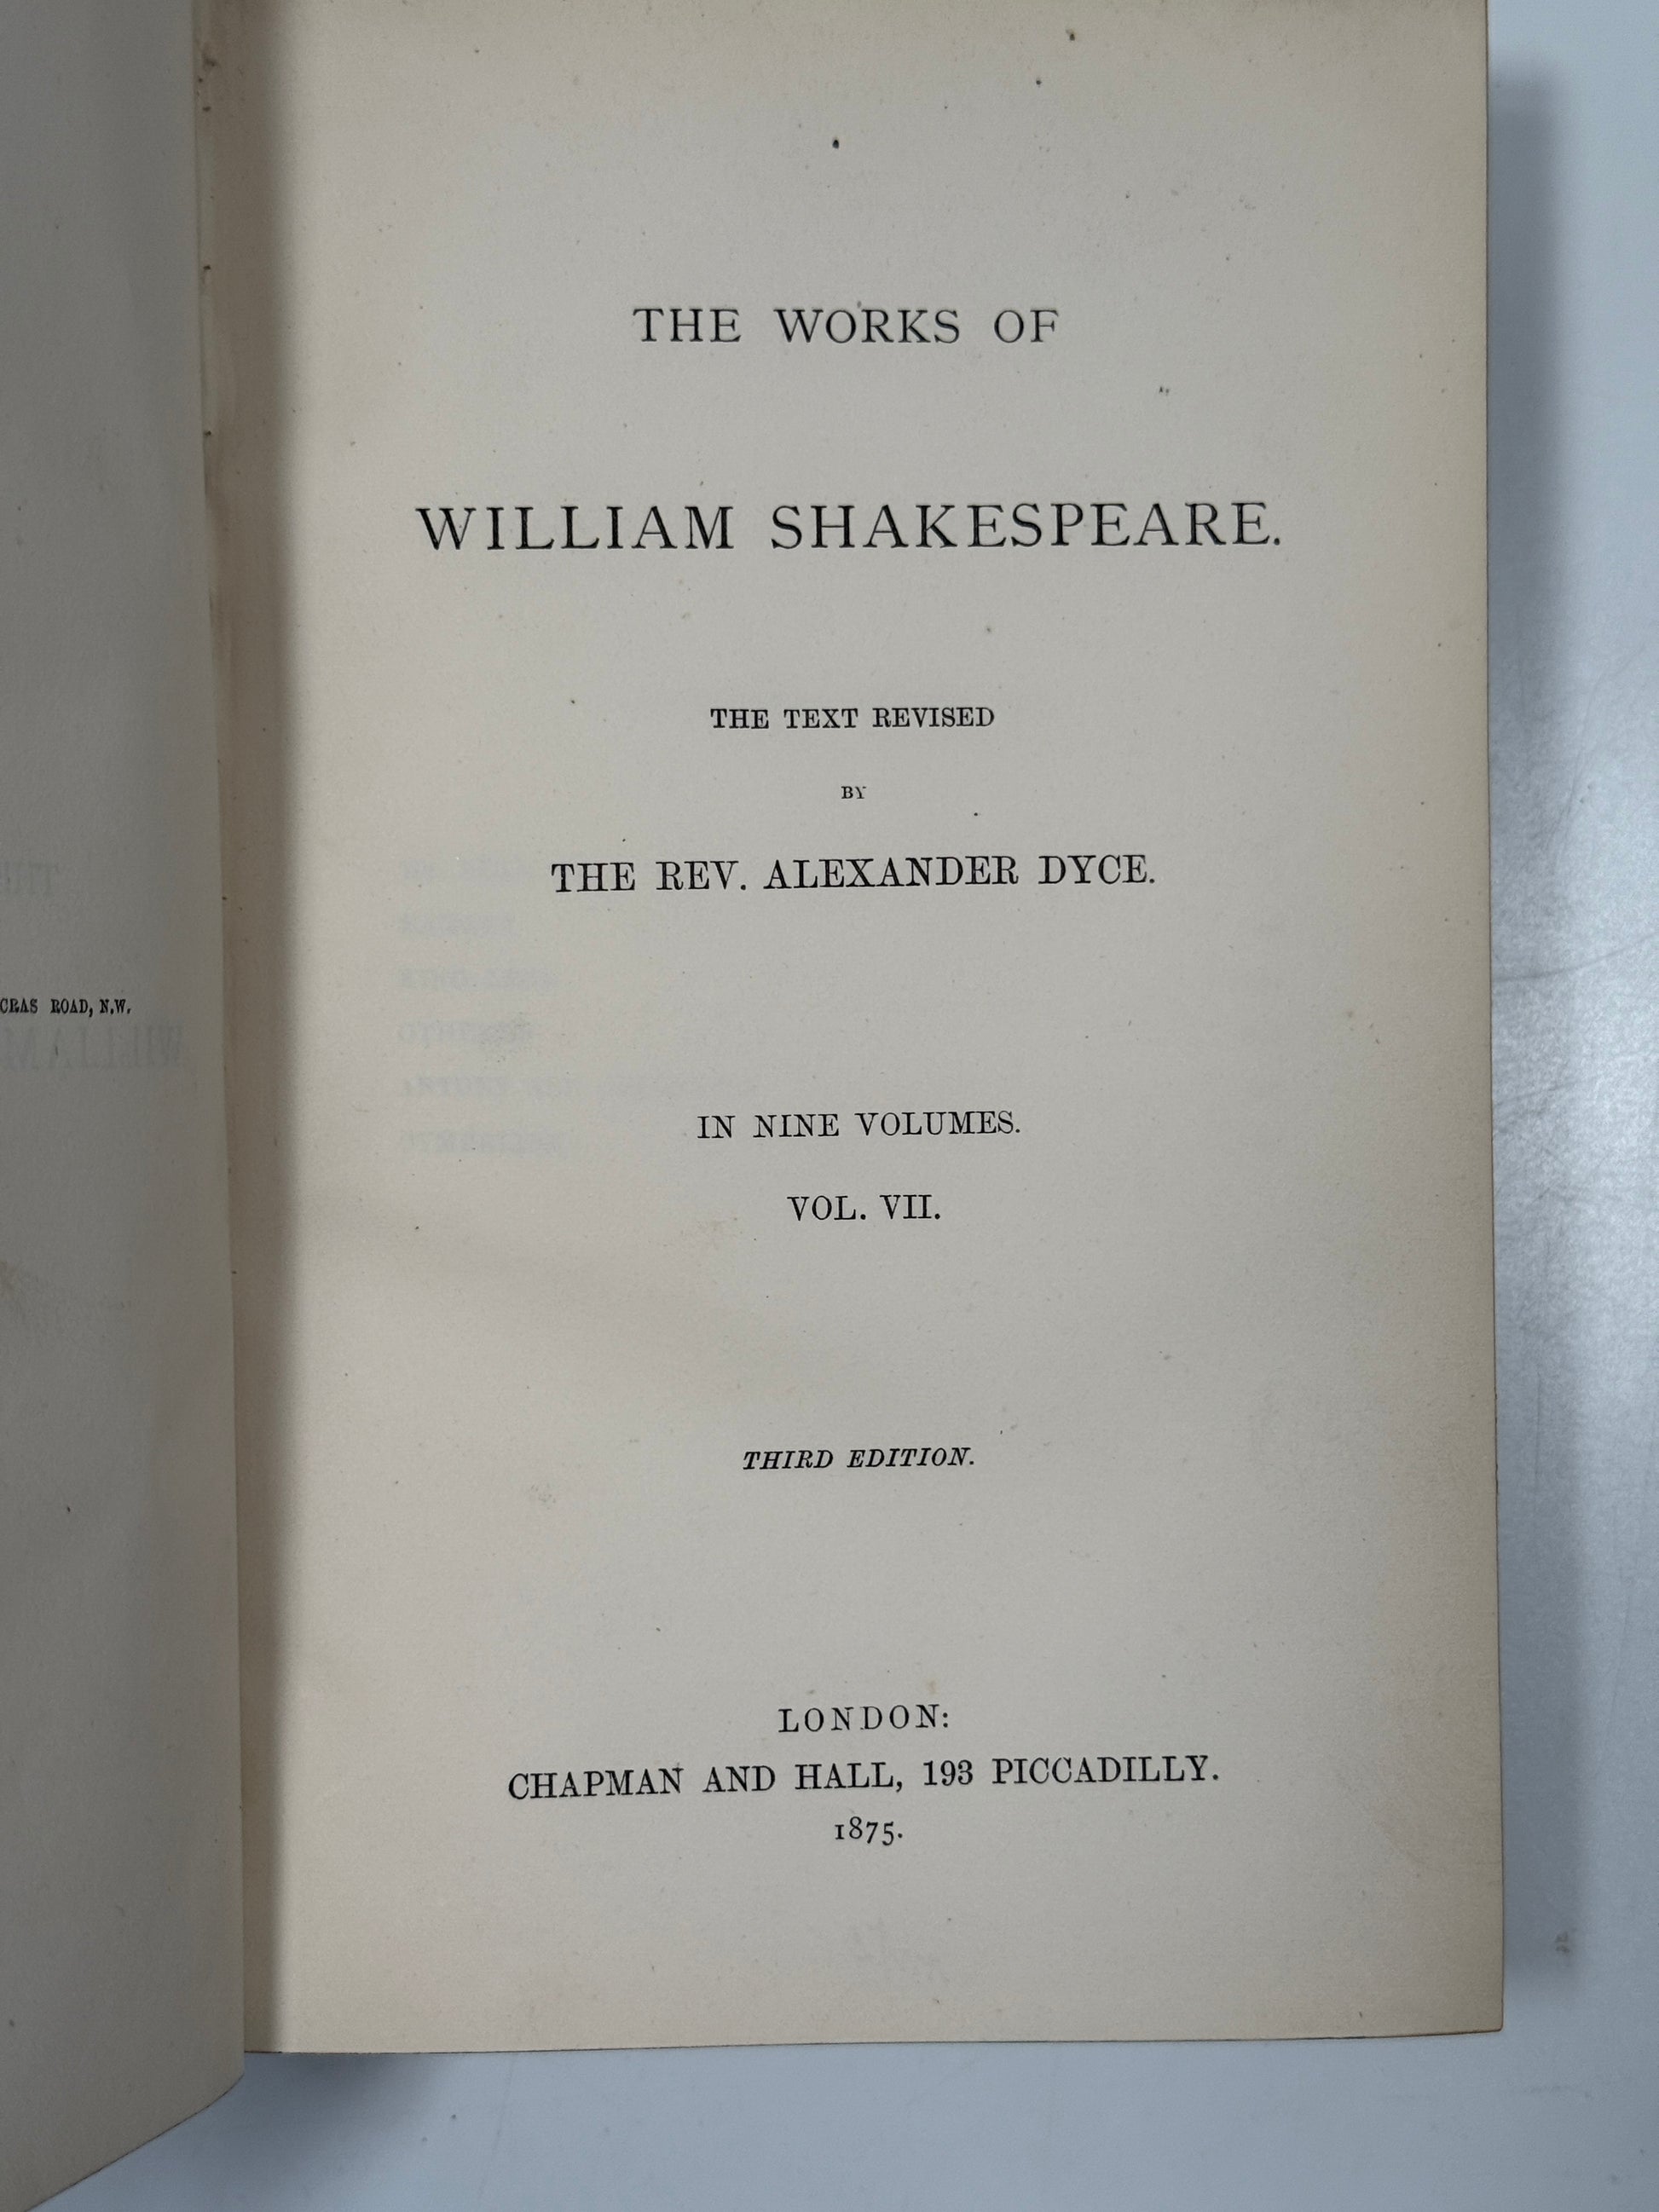 CRAS ROAD, N.W.
THE WORKS OF
WILLIAM SHAKESPEARE.
THE TEXT REVISED
BY
THE REV. ALEXANDER DYCE.
IN NINE VOLUMES.
VOL. VII.
THIRD EDITION.
LONDON:
CHAPMAN AND HALL, 193 PICCADILLY.
1875.